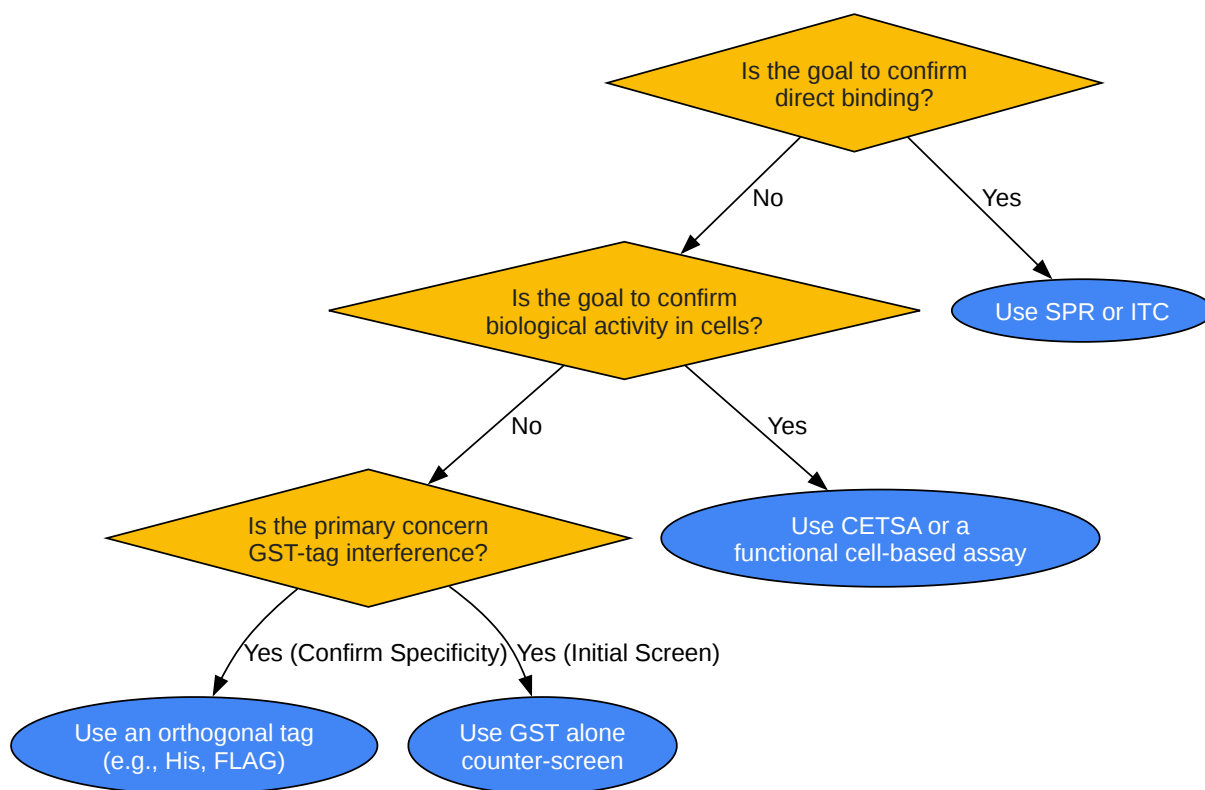 Is the goal to confirm
direct binding?
No
Yes
Is the goal to confirm
biological activity in cells?
Use SPR or ITC
No
Yes
Is the primary concern
GST-tag interference?
Use CETSA or a
functional cell-based assay
Yes (Confirm Specificity)
Yes (Initial Screen)
Use an orthogonal tag
(e.g., His, FLAG)
Use GST alone
counter-screen